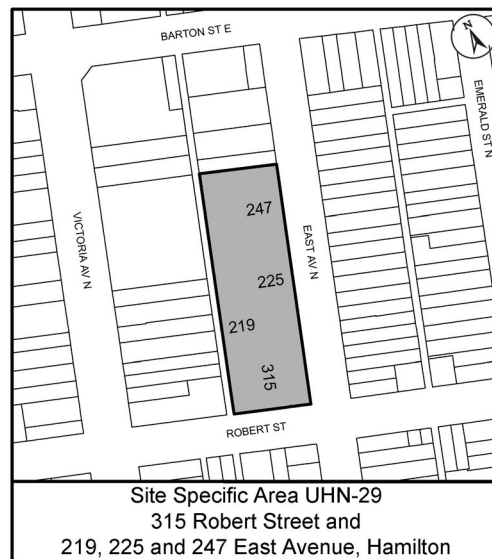 BARTON ST E
N
EMERALD ST N
VICTORIA AV N
EAST AV N
247
225
219
315
ROBERT ST
Site Specific Area UHN-29
315 Robert Street and
219, 225 and 247 East Avenue, Hamilton